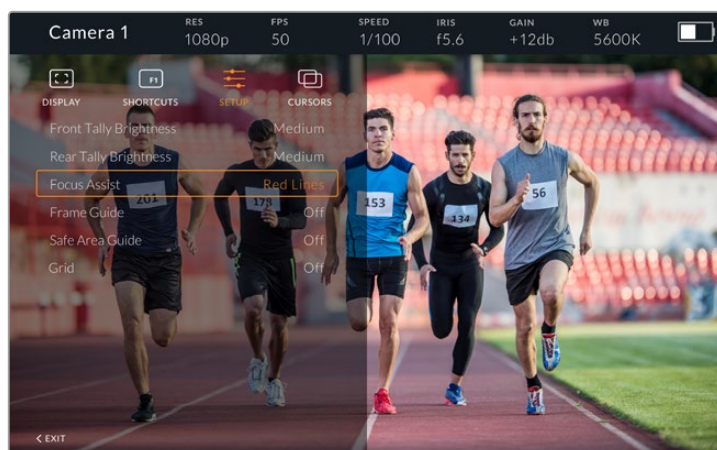 Camera 1
RES
1080p
FPS
50
SPEED
1/100
IRIS
f5.6
GAIN
+12db
WB
5600K
DISPLAY
F1
SHORTCUTS
SETUP
CURSORS
Front Tally Brightness Medium
Rear Tally Brightness Medium
Focus Assist Red Lines
Frame Guide Off
Safe Area Guide Off
Grid Off
201
178
153
134
56
< EXIT